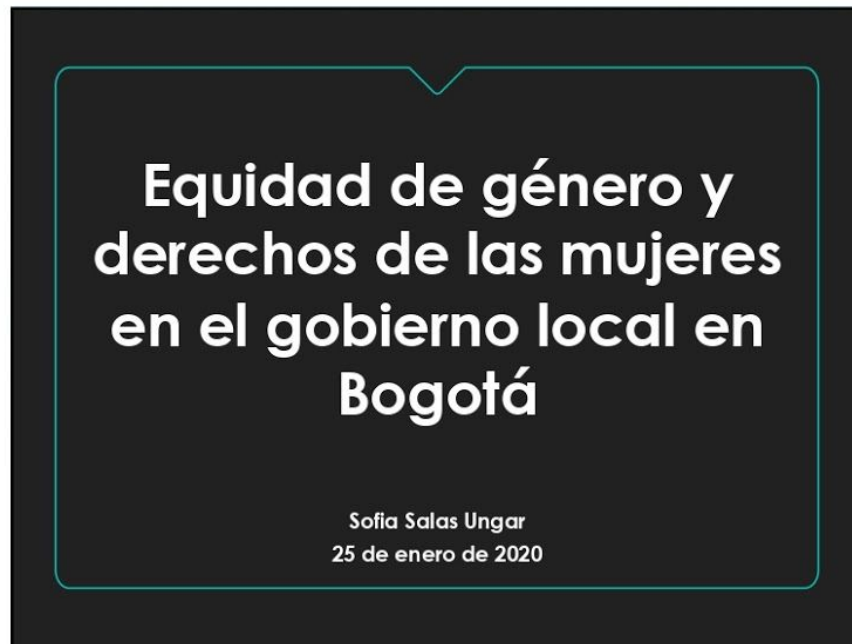 Equidad de género y
derechos de las mujeres
en el gobierno local en
Bogotá
Sofia Salas Ungar
25 de enero de 2020